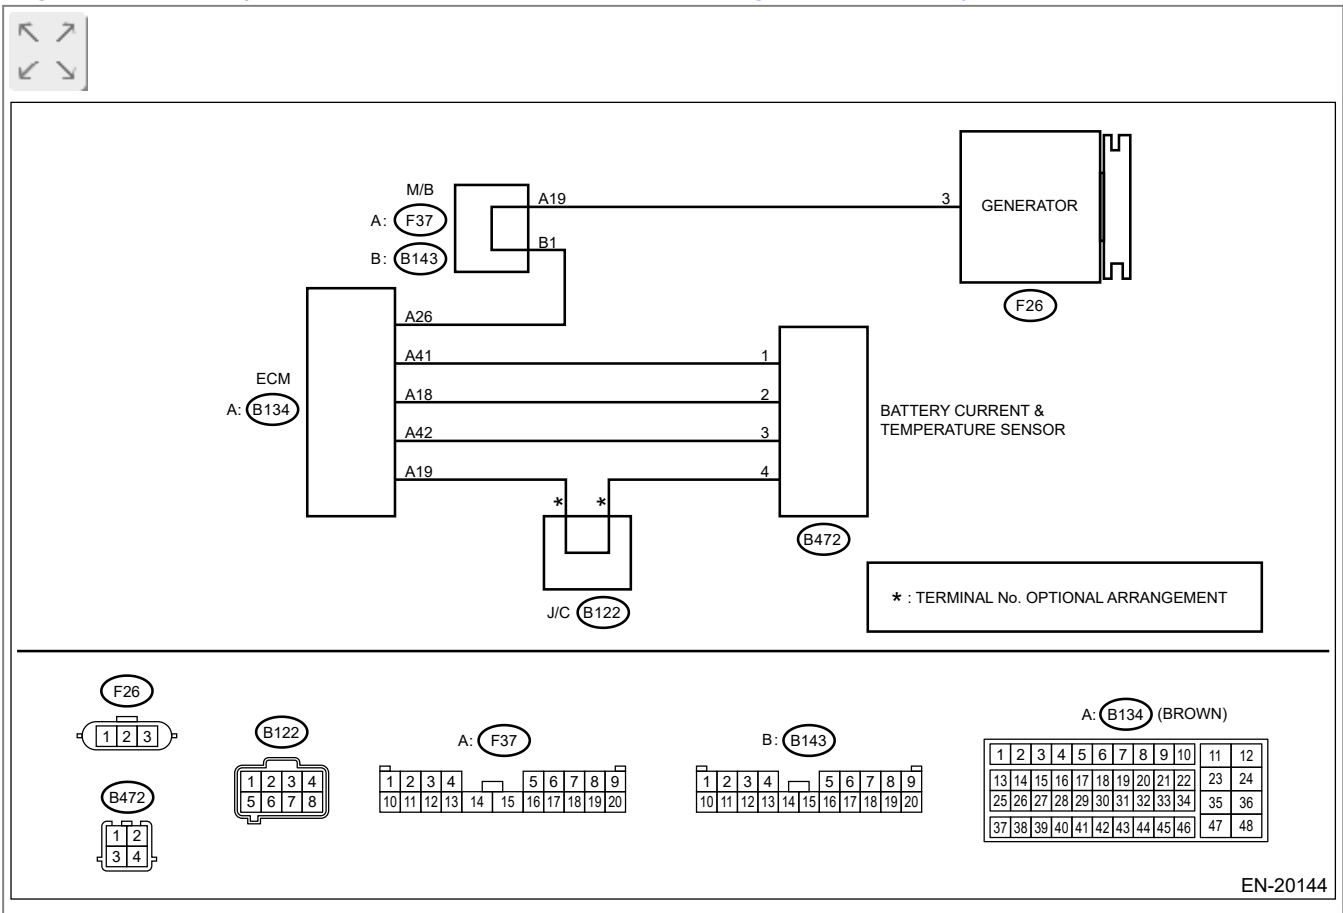 M/B
A: F37
B: B143
A19
B1
3
GENERATOR
F26
ECM
A: B134
A26
A41
A18
A42
A19
1
2
3
4
BATTERY CURRENT &
TEMPERATURE SENSOR
B472
* *
J/C B122
* : TERMINAL No. OPTIONAL ARRANGEMENT
F26
1 2 3
B472
1 2
3 4
B122
1 2 3 4
5 6 7 8
A: F37
1 2 3 4 5 6 7 8 9
10 11 12 13 14 15 16 17 18 19 20
B: B143
1 2 3 4 5 6 7 8 9
10 11 12 13 14 15 16 17 18 19 20
A: B134 (BROWN)
1 2 3 4 5 6 7 8 9 10 11 12
13 14 15 16 17 18 19 20 21 22 23 24
25 26 27 28 29 30 31 32 33 34 35 36
37 38 39 40 41 42 43 44 45 46 47 48
EN-20144